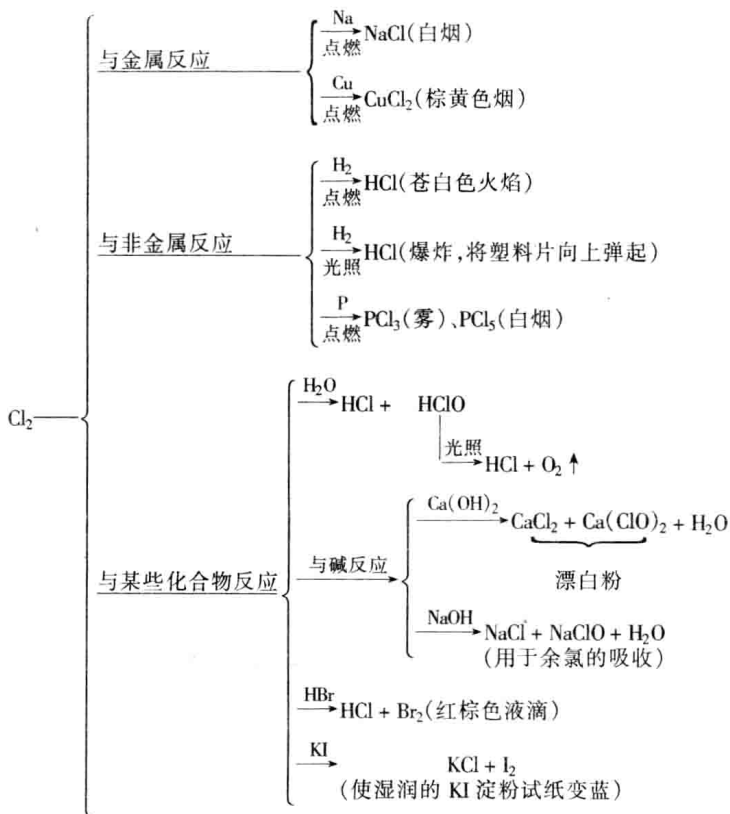 Cl₂
与金属反应
Na
点燃
NaCl(白烟)
Cu
点燃
CuCl₂(棕黄色烟)
与非金属反应
H₂
点燃
HCl(苍白色火焰)
H₂
光照
HCl(爆炸,将塑料片向上弹起)
P
点燃
PCl₃(雾)、PCl₅(白烟)
与某些化合物反应
H₂O
HCl + HClO
光照
HCl + O₂↑
与碱反应
Ca(OH)₂
CaCl₂ + Ca(ClO)₂ + H₂O
漂白粉
NaOH
NaCl + NaClO + H₂O
(用于余氯的吸收)
HBr
HCl + Br₂(红棕色液滴)
KI
KCl + I₂
(使湿润的 KI 淀粉试纸变蓝)